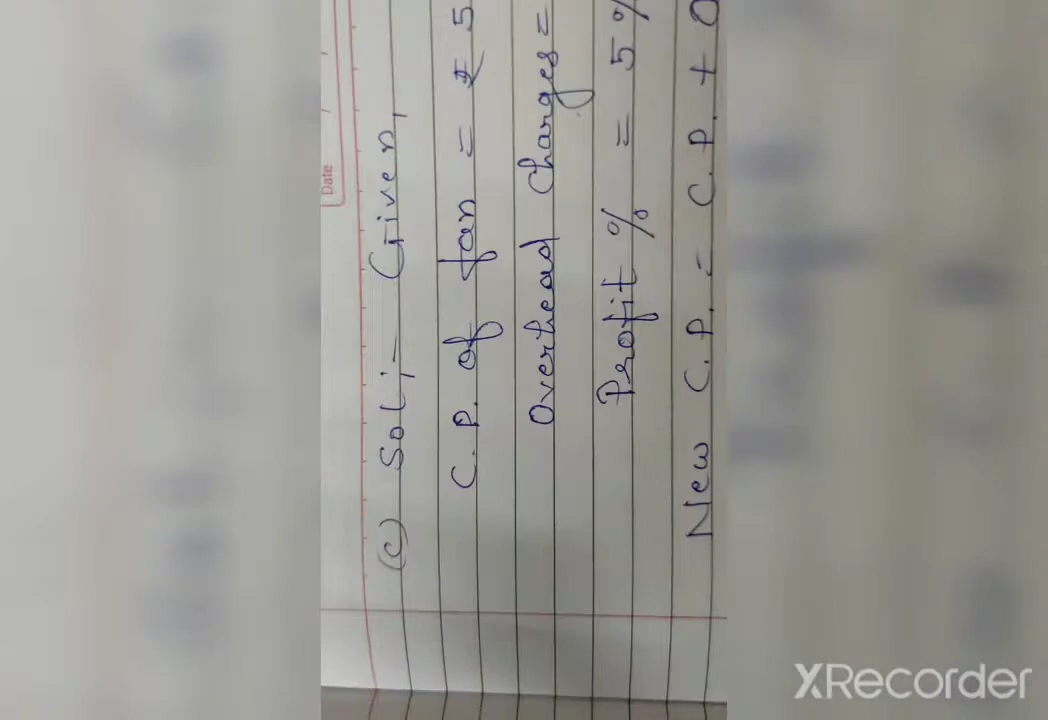 Date
(c) Sol:- Given,
C.P. of fan = ₹ 5
Overhead Charges =
Profit % = 5%
New C.P. = C.P. + O
XRecorder